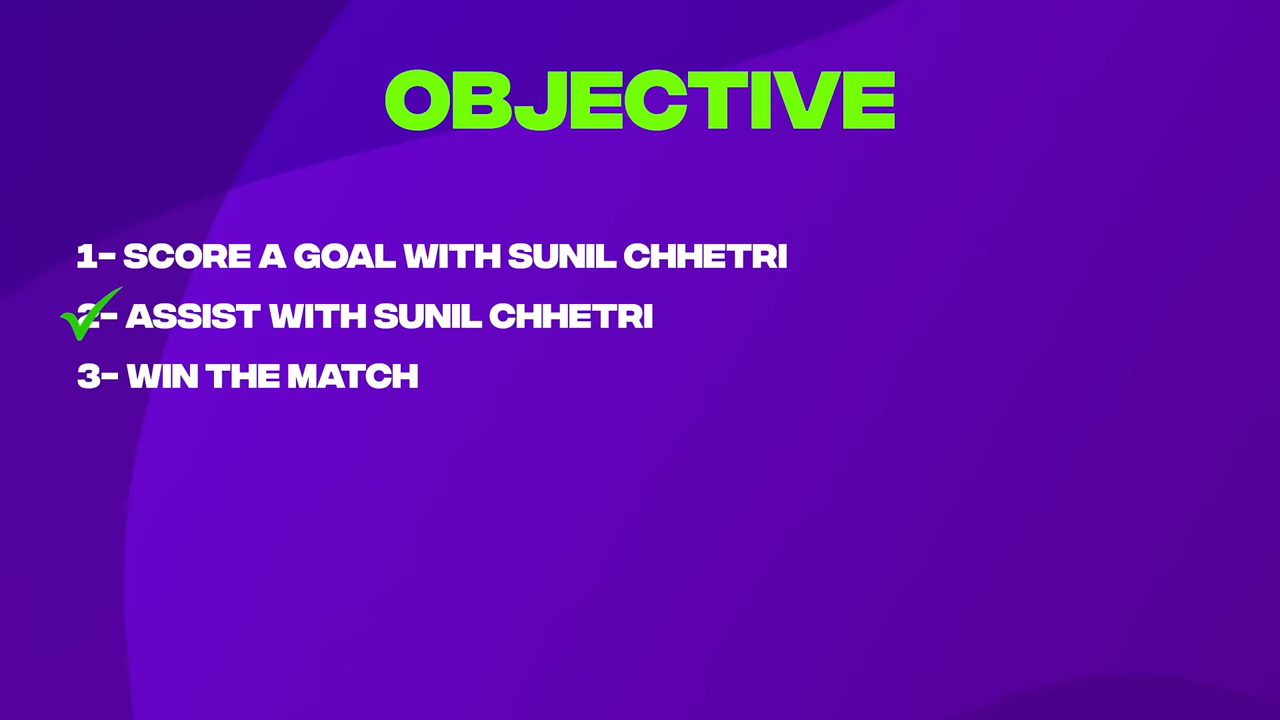 OBJECTIVE
1- SCORE A GOAL WITH SUNIL CHHETRI
2- ASSIST WITH SUNIL CHHETRI
3- WIN THE MATCH